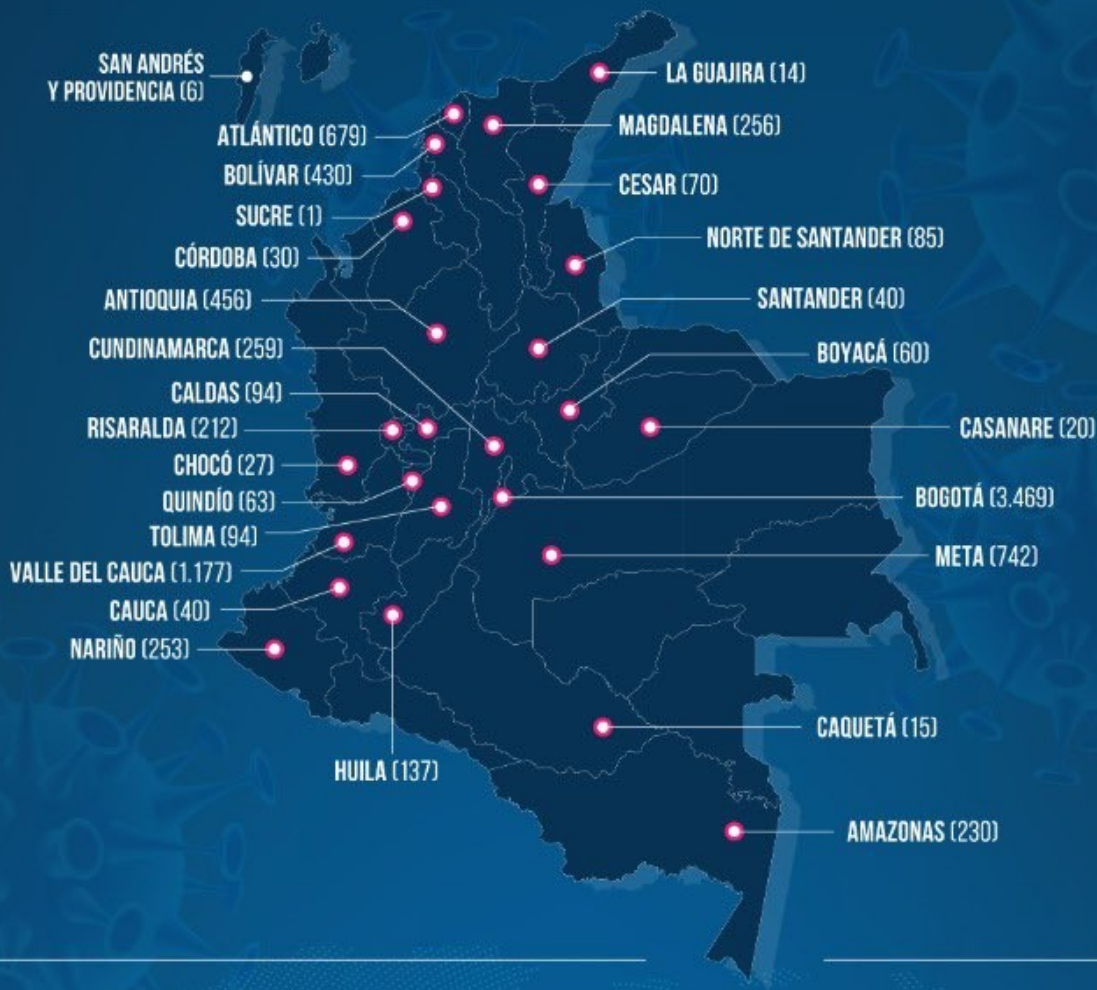 SAN ANDRÉS
Y PROVIDENCIA (6)
ATLÁNTICO (679)
BOLÍVAR (430)
SUCRE (1)
CÓRDOBA (30)
ANTIOQUIA (456)
CUNDINAMARCA (259)
CALDAS (94)
RISARALDA (212)
CHOCÓ (27)
QUINDÍO (63)
TOLIMA (94)
VALLE DEL CAUCA (1.177)
CAUCA (40)
NARIÑO (253)
HUILA (137)
LA GUAJIRA (14)
MAGDALENA (256)
CESAR (70)
NORTE DE SANTANDER (85)
SANTANDER (40)
BOYACÁ (60)
CASANARE (20)
BOGOTÁ (3.469)
META (742)
CAQUETÁ (15)
AMAZONAS (230)